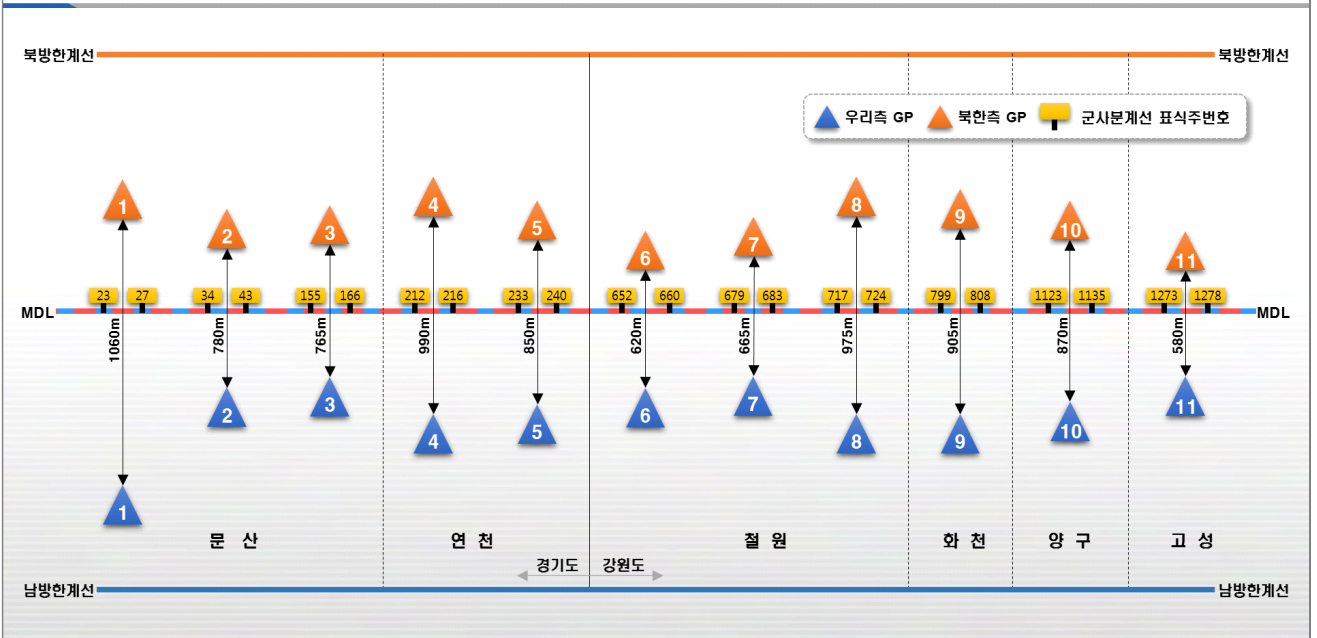 북방한계선 북방한계선
우리측 GP 북한측 GP 군사분계선 표식주번호
1 2 3 4 5 6 7 8 9 10 11
23 27 34 43 155 166 212 216 233 240 652 660 679 683 717 724 799 808 1123 1135 1273 1278
MDL MDL
1060m 780m 765m 990m 850m 620m 665m 975m 905m 870m 580m
1 2 3 4 5 6 7 8 9 10 11
문 산 연 천 철 원 화 천 양 구 고 성
경기도 강원도
남방한계선 남방한계선